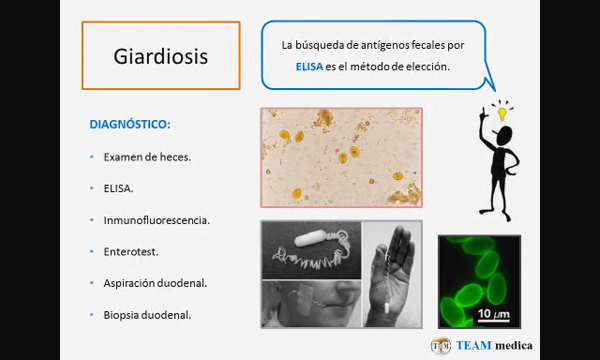 Giardiosis
La búsqueda de antígenos fecales por
ELISA es el método de elección.
DIAGNÓSTICO:
• Examen de heces.
• ELISA.
• Inmunofluorescencia.
• Enterotest.
• Aspiración duodenal.
• Biopsia duodenal.
10 µm
TEAM medica